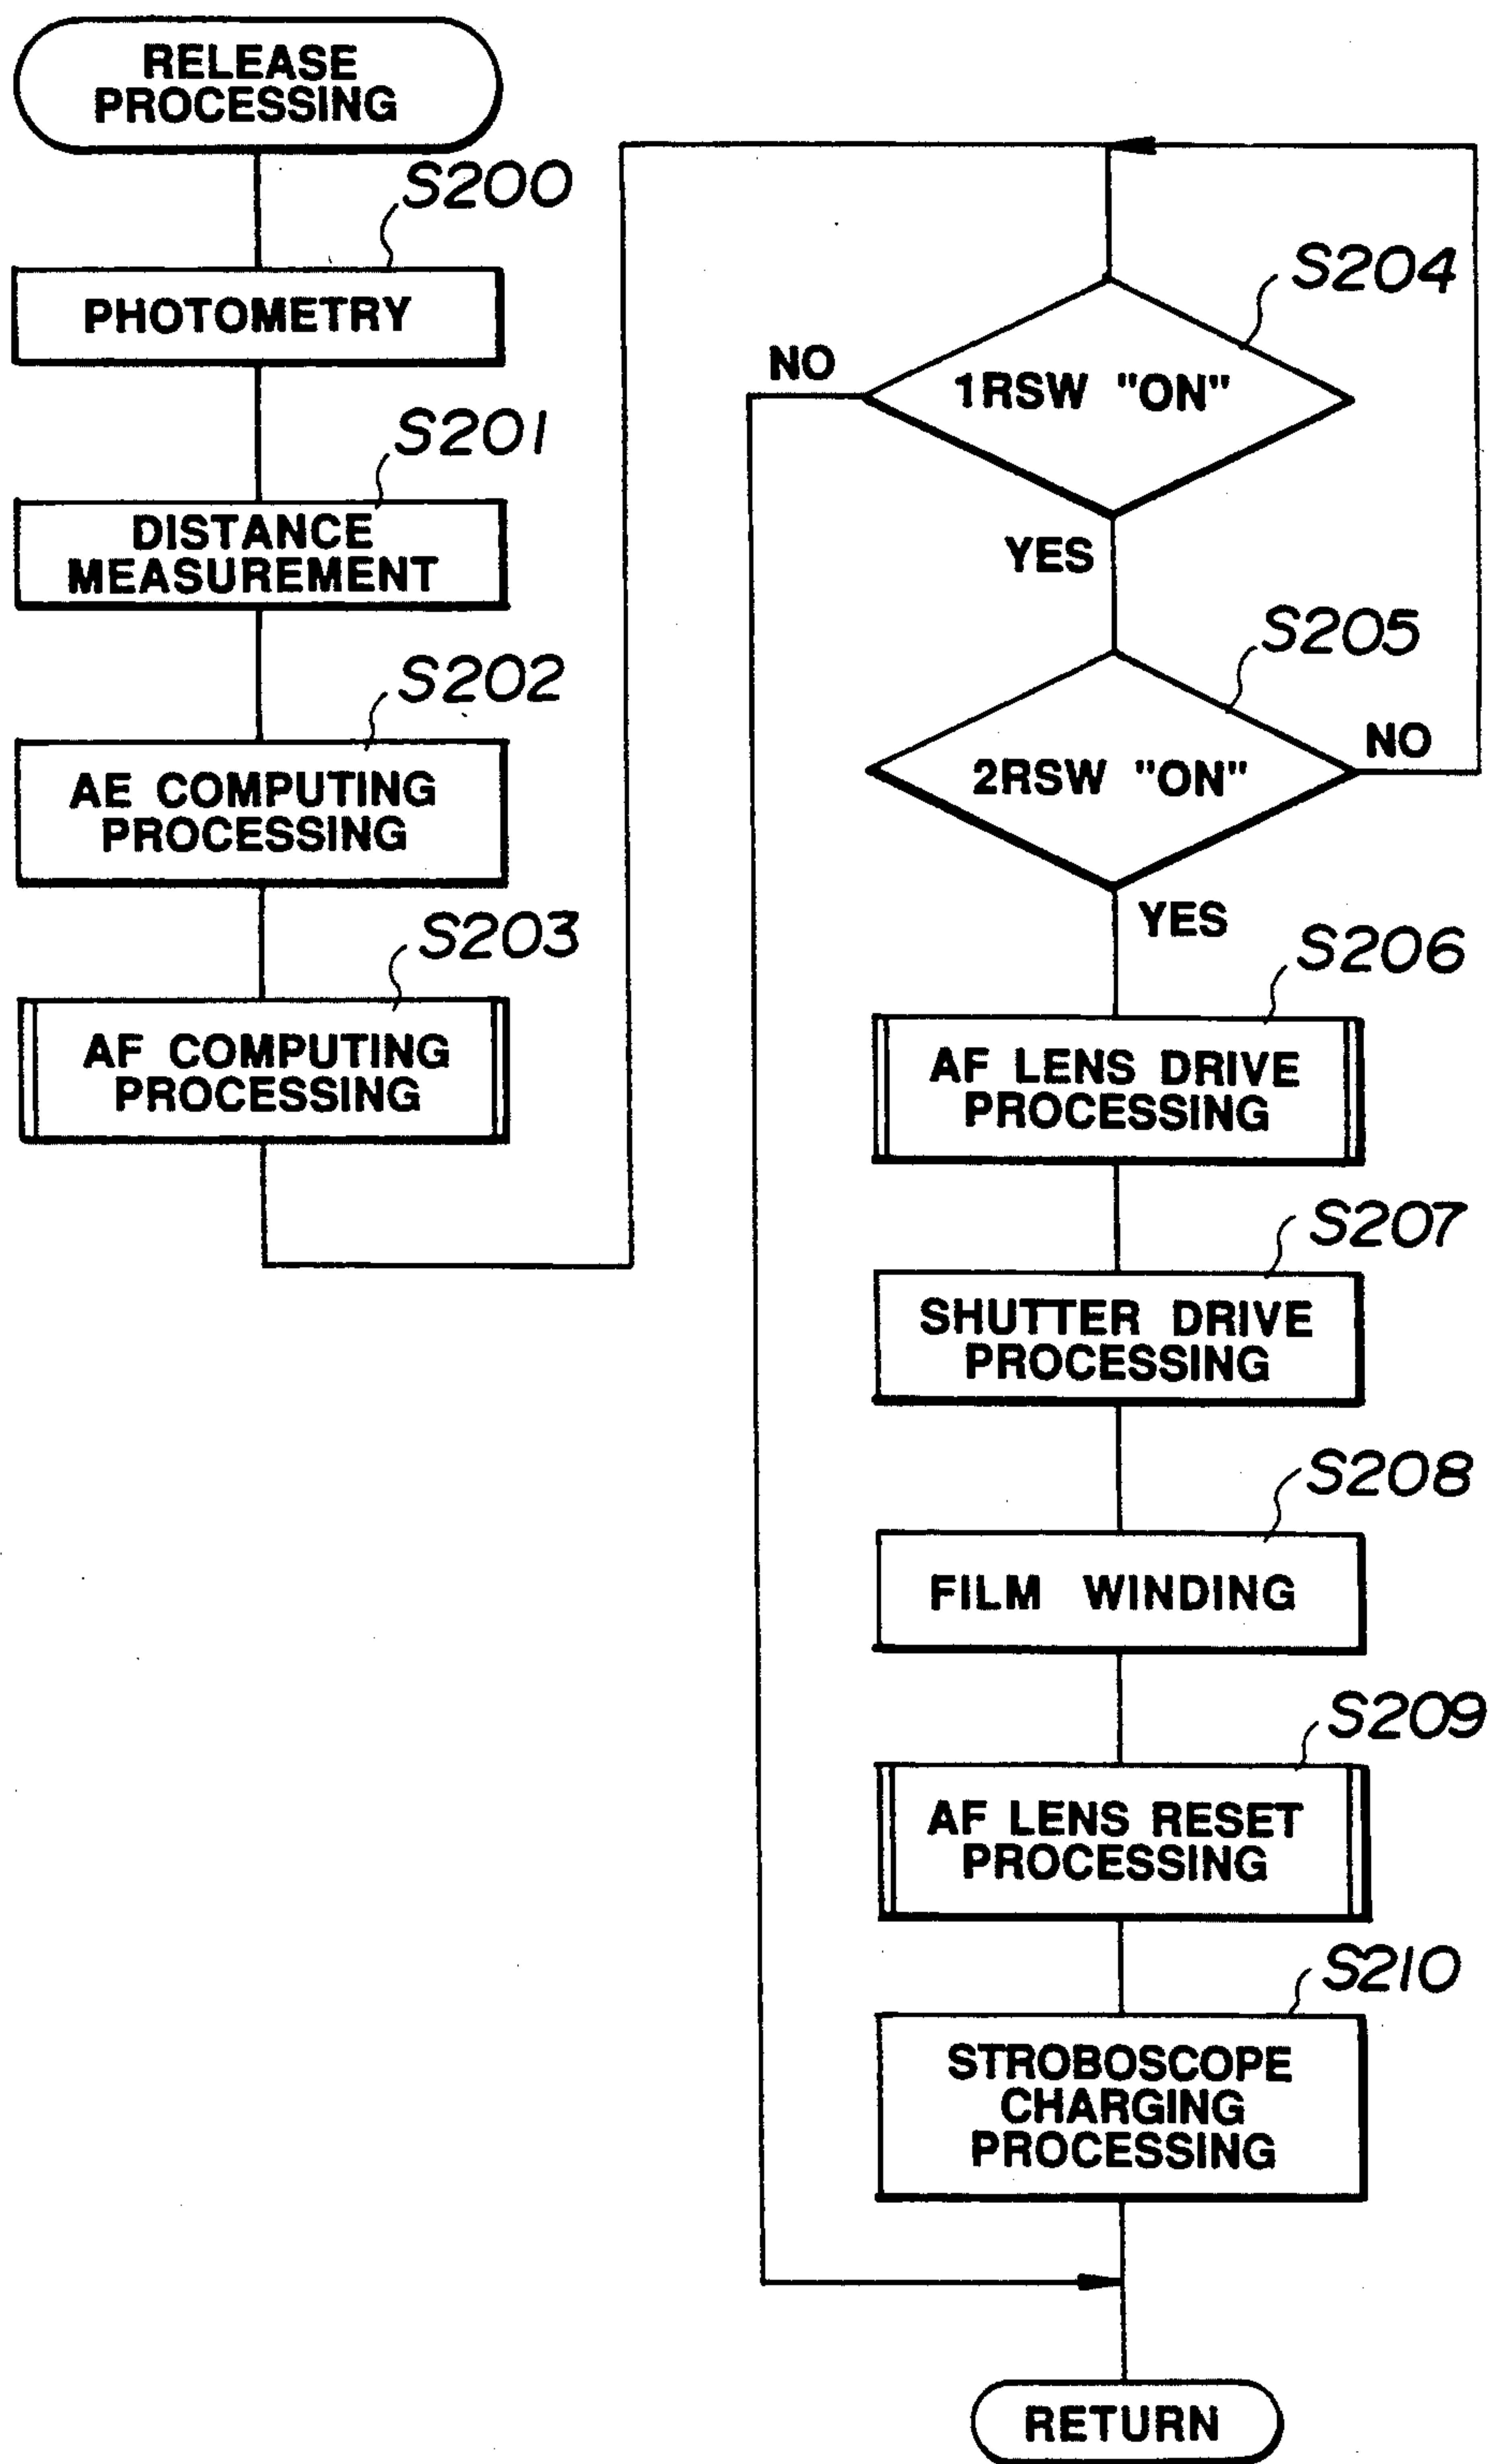 RELEASE
PROCESSING
S200
PHOTOMETRY
S201
DISTANCE
MEASUREMENT
S202
AE COMPUTING
PROCESSING
S203
AF COMPUTING
PROCESSING
S204
NO
1RSW "ON"
YES
S205
NO
2RSW "ON"
YES
S206
AF LENS DRIVE
PROCESSING
S207
SHUTTER DRIVE
PROCESSING
S208
FILM WINDING
S209
AF LENS RESET
PROCESSING
S210
STROBOSCOPE
CHARGING
PROCESSING
RETURN